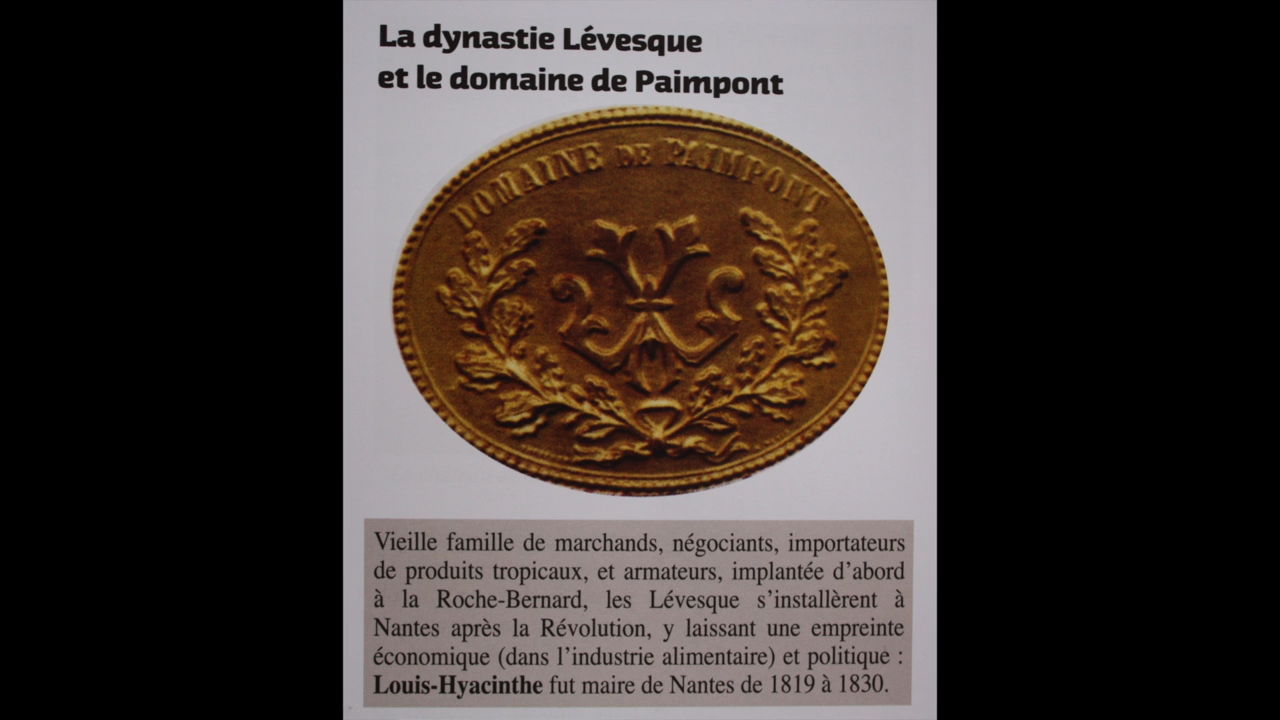 La dynastie Lévesque
et le domaine de Paimpont
DOMAINE DE PAIMPONT
Vieille famille de marchands, négociants, importateurs
de produits tropicaux, et armateurs, implantée d’abord
à la Roche-Bernard, les Lévesque s’installèrent à
Nantes après la Révolution, y laissant une empreinte
économique (dans l’industrie alimentaire) et politique :
Louis-Hyacinthe fut maire de Nantes de 1819 à 1830.